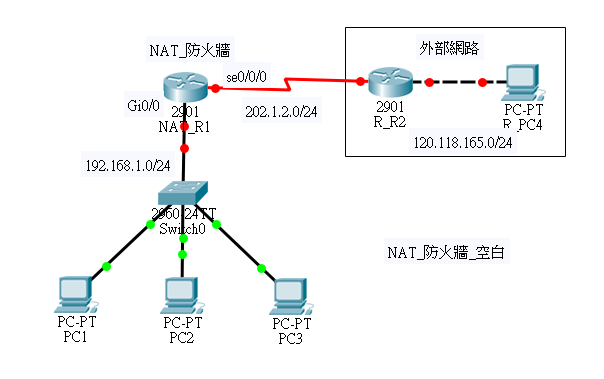 NAT_防火牆
外部網路
se0/0/0
2901
NAT_R1
Gi0/0
202.1.2.0/24
2901
R_R2
PC-PT
R_PC4
120.118.165.0/24
192.168.1.0/24
2960-24TT
Switch0
NAT_防火牆_空白
PC-PT
PC1
PC-PT
PC2
PC-PT
PC3